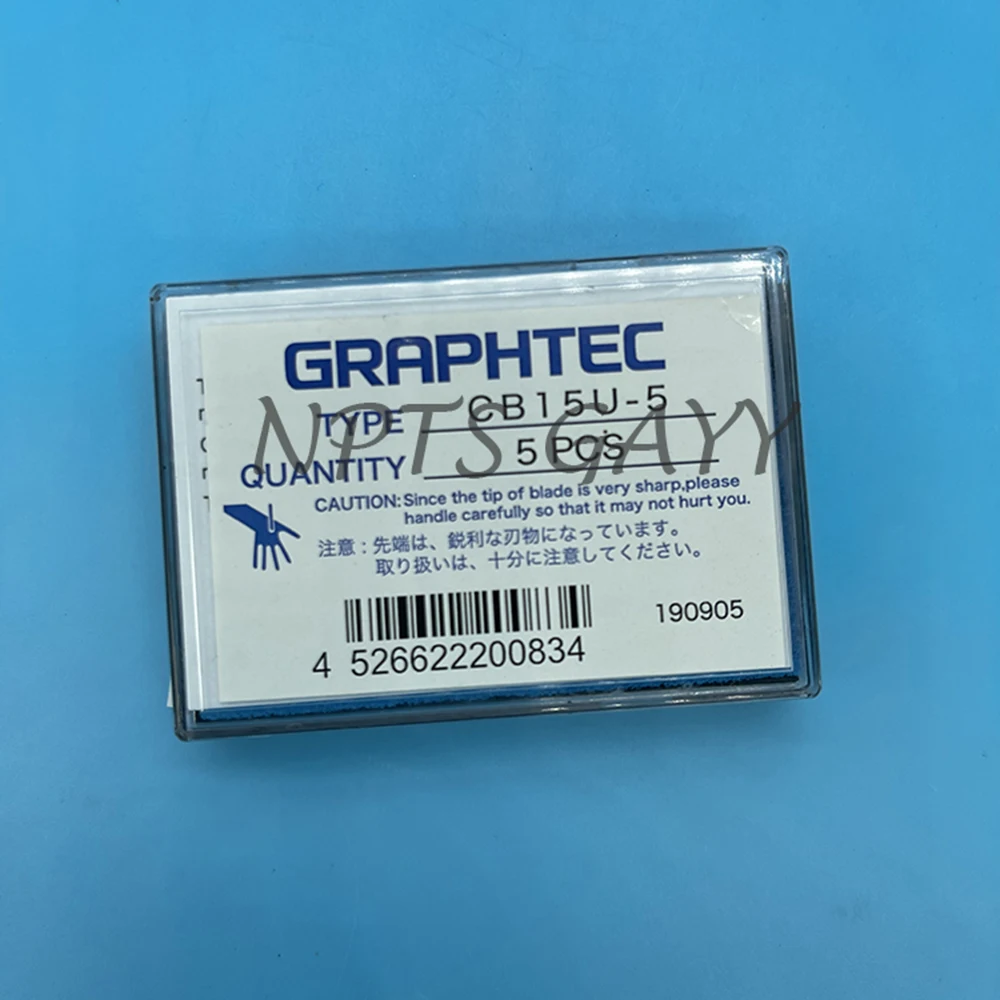 GRAPHTEC
TYPE CB15U-5
NPTS GAYY
QUANTITY 5 PCS
CAUTION: Since the tip of blade is very sharp,please
handle carefully so that it may not hurt you.
注意：先端は、鋭利な刃物になっています。
取り扱いは、十分に注意してください。
190905
4 526622200834